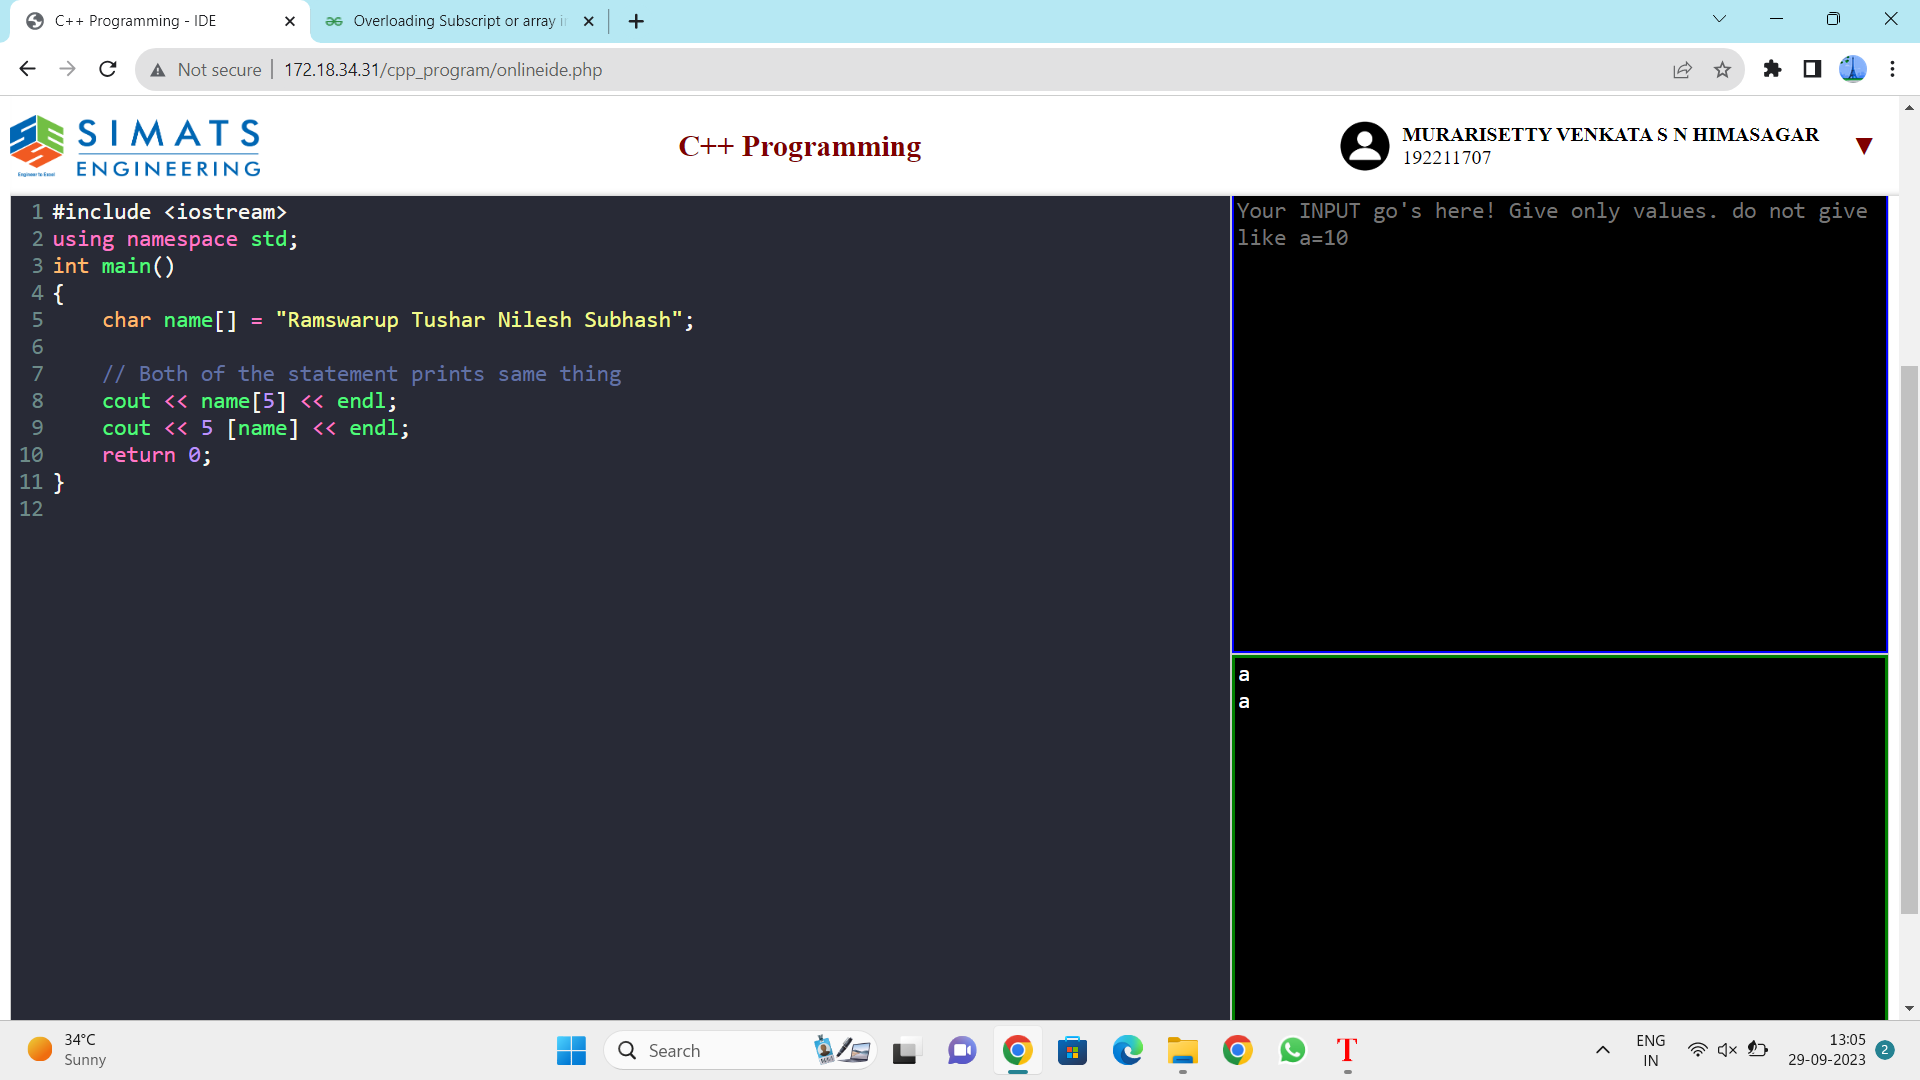 C++ Programming - IDE
Overloading Subscript or array i
Not secure
172.18.34.31/cpp_program/onlineide.php
SIMATS
ENGINEERING
Engineer to Excel
C++ Programming
MURARISETTY VENKATA S N HIMASAGAR
192211707
1 #include <iostream>
2 using namespace std;
3 int main()
4 {
5 char name[] = "Ramswarup Tushar Nilesh Subhash";
6
7 // Both of the statement prints same thing
8 cout << name[5] << endl;
9 cout << 5 [name] << endl;
10 return 0;
11 }
12
Your INPUT go's here! Give only values. do not give
like a=10
a
a
34°C
Sunny
Search
T
ENG
IN
13:05
29-09-2023
2